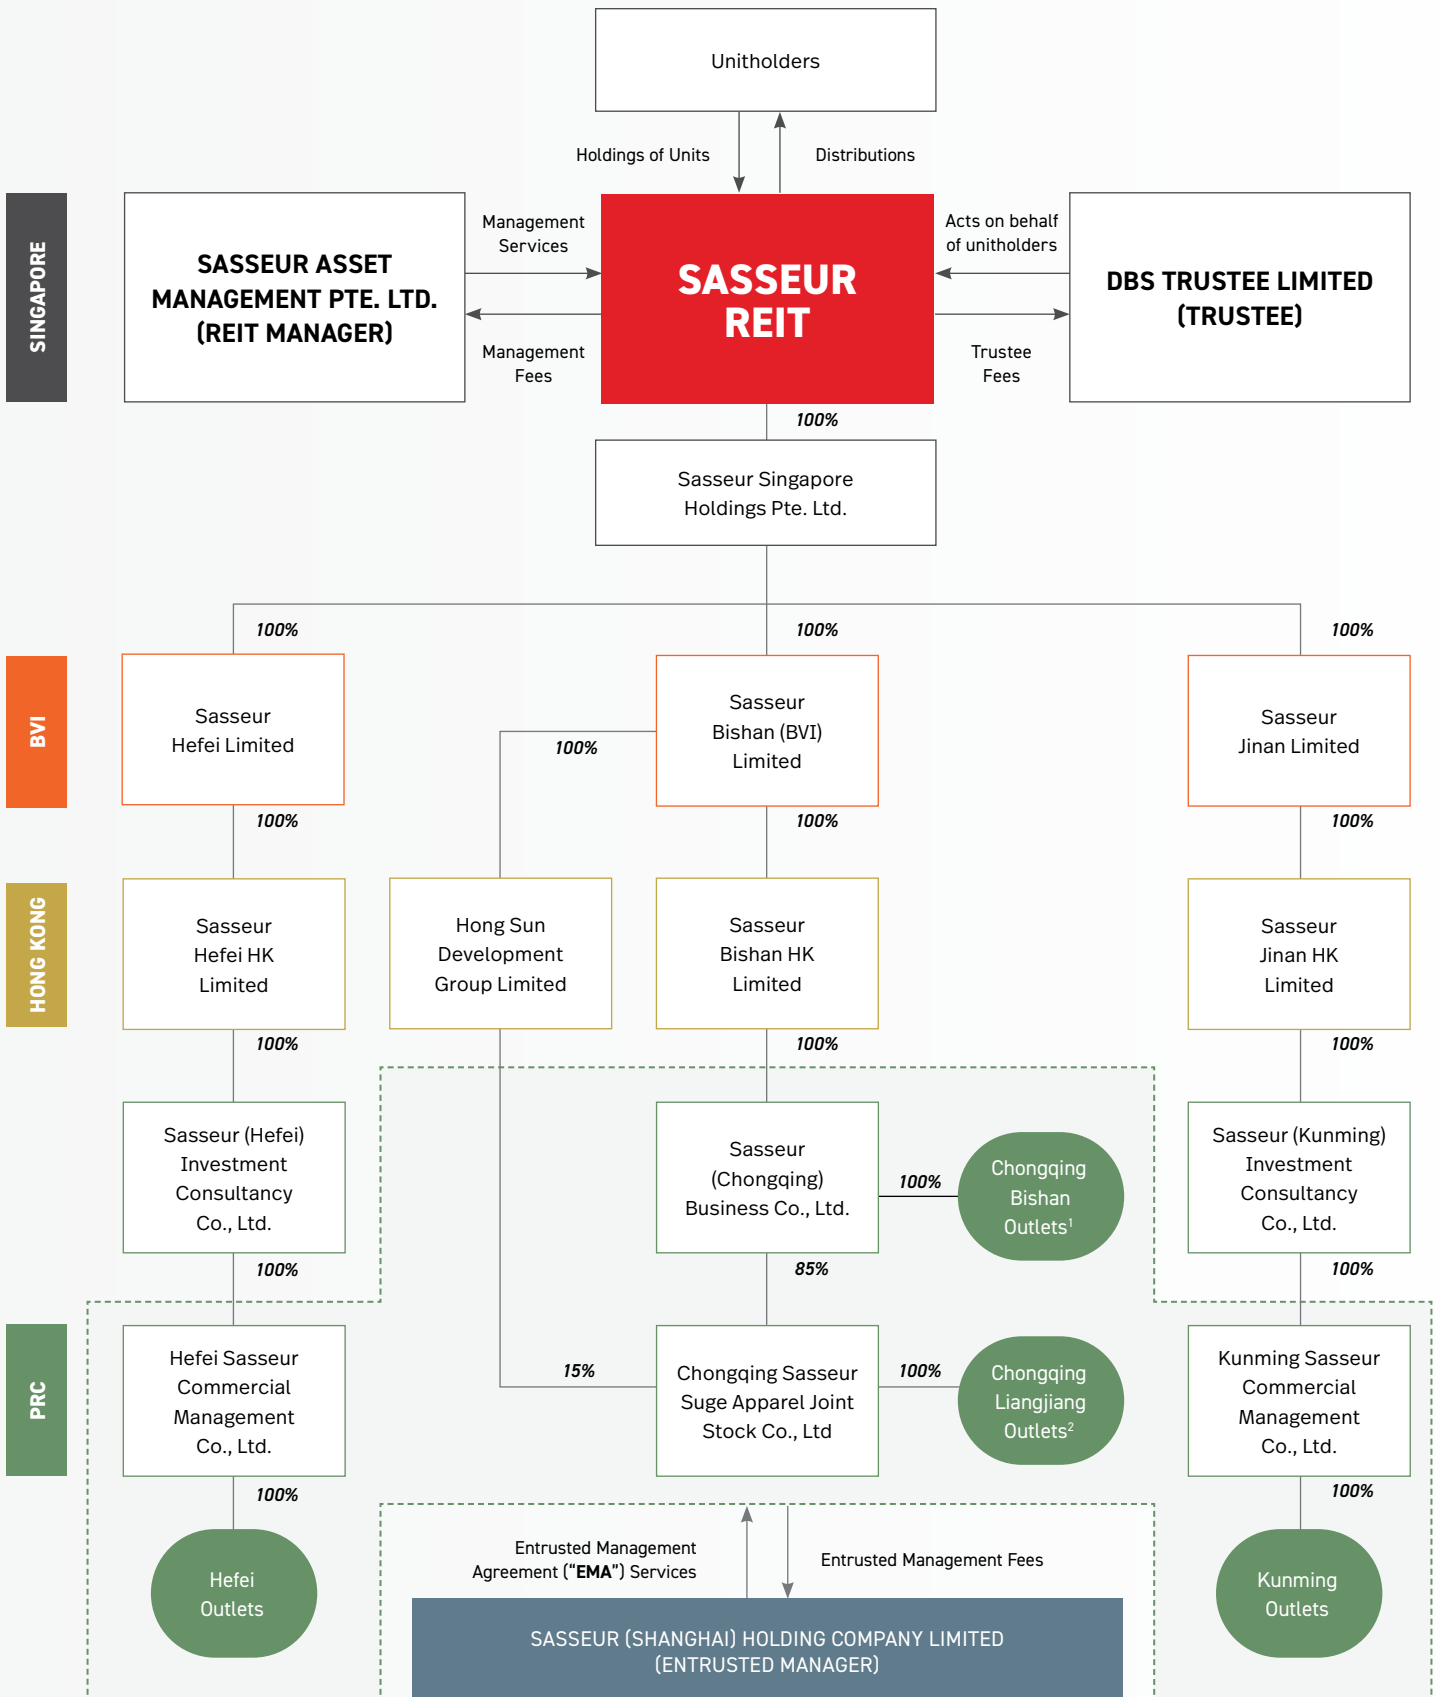 Unitholders
Holdings of Units
Distributions
SINGAPORE
SASSEUR ASSET
MANAGEMENT PTE. LTD.
(REIT MANAGER)
Management
Services
Management
Fees
SASSEUR
REIT
Acts on behalf
of unitholders
Trustee
Fees
DBS TRUSTEE LIMITED
(TRUSTEE)
100%
Sasseur Singapore
Holdings Pte. Ltd.
100%
100%
100%
BVI
Sasseur
Hefei Limited
100%
Sasseur
Bishan (BVI)
Limited
Sasseur
Jinan Limited
100%
100%
100%
HONG KONG
Sasseur
Hefei HK
Limited
Hong Sun
Development
Group Limited
Sasseur
Bishan HK
Limited
Sasseur
Jinan HK
Limited
100%
100%
100%
Sasseur (Hefei)
Investment
Consultancy
Co., Ltd.
Sasseur
(Chongqing)
Business Co., Ltd.
100%
Chongqing
Bishan
Outlets¹
Sasseur (Kunming)
Investment
Consultancy
Co., Ltd.
100%
85%
100%
PRC
Hefei Sasseur
Commercial
Management
Co., Ltd.
15%
Chongqing Sasseur
Suge Apparel Joint
Stock Co., Ltd
100%
Chongqing
Liangjiang
Outlets²
Kunming Sasseur
Commercial
Management
Co., Ltd.
100%
100%
Hefei
Outlets
Entrusted Management
Agreement (“EMA”) Services
Entrusted Management Fees
Kunming
Outlets
SASSEUR (SHANGHAI) HOLDING COMPANY LIMITED
(ENTRUSTED MANAGER)